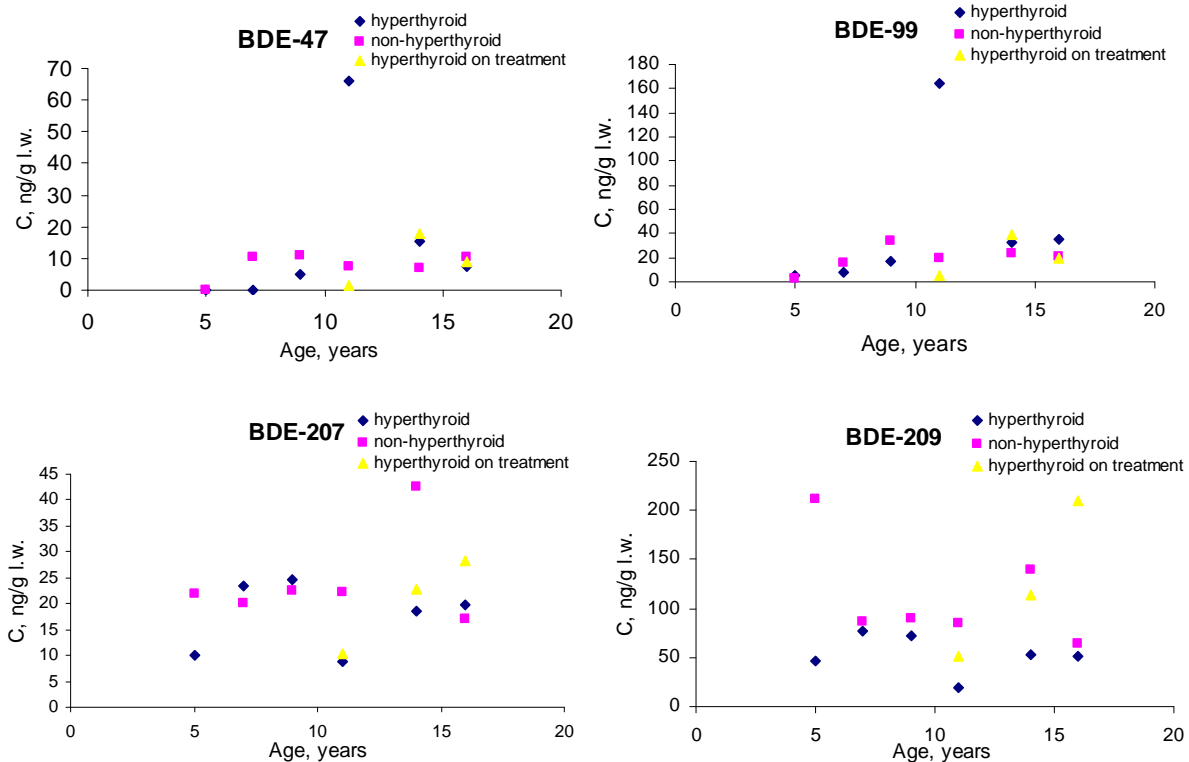 BDE-47
hyperthyroid
non-hyperthyroid
hyperthyroid on treatment
70
60
50
40
30
20
10
0
C, ng/g l.w.
0 5 10 15 20
Age, years
BDE-99
hyperthyroid
non-hyperthyroid
hyperthyroid on treatment
180
160
140
120
100
80
60
40
20
0
C, ng/g l.w.
0 5 10 15 20
Age, years
BDE-207
hyperthyroid
non-hyperthyroid
hyperthyroid on treatment
45
40
35
30
25
20
15
10
5
0
C, ng/g l.w.
0 5 10 15 20
Age, years
BDE-209
hyperthyroid
non-hyperthyroid
hyperthyroid on treatment
250
200
150
100
50
0
C, ng/g l.w.
0 5 10 15 20
Age, years